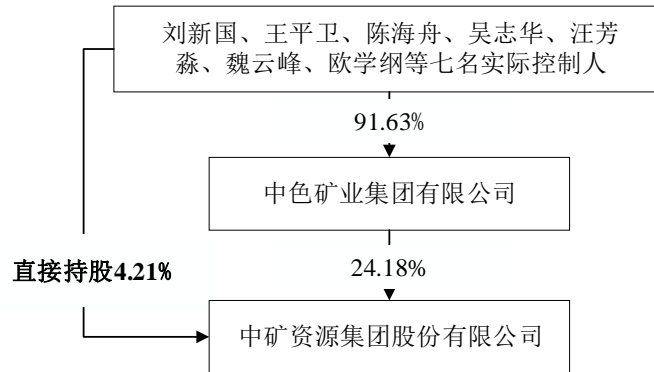 刘新国、王平卫、陈海舟、吴志华、汪芳
淼、魏云峰、欧学纲等七名实际控制人
91.63%
中色矿业集团有限公司
直接持股4.21%
24.18%
中矿资源集团股份有限公司